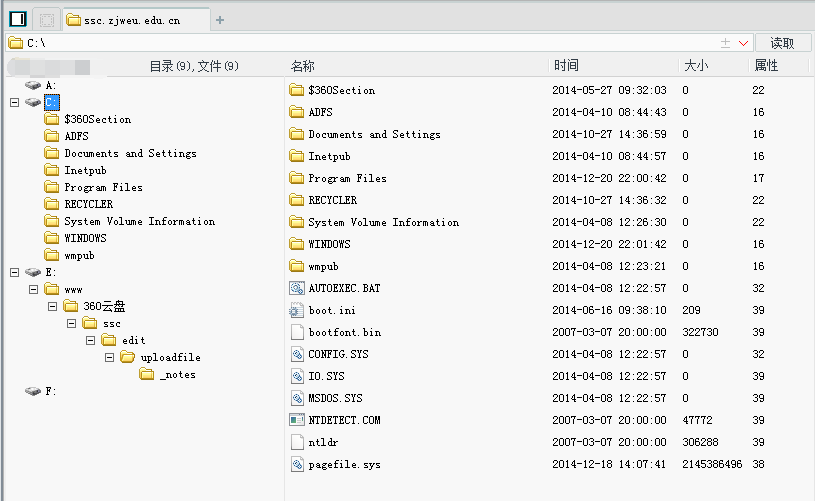 ssc.zjweu.edu.cn
C:\
读取
目录(9),文件(9)
名称 时间 大小 属性
A:
C:
$360Section
ADFS
Documents and Settings
Inetpub
Program Files
RECYCLER
System Volume Information
WINDOWS
wmpub
E:
www
360云盘
ssc
edit
uploadfile
_notes
F:
$360Section 2014-05-27 09:32:03 0 22
ADFS 2014-04-10 08:44:43 0 16
Documents and Settings 2014-10-27 14:36:59 0 16
Inetpub 2014-04-10 08:44:57 0 16
Program Files 2014-12-20 22:00:42 0 17
RECYCLER 2014-10-27 14:36:32 0 22
System Volume Information 2014-04-08 12:26:30 0 22
WINDOWS 2014-12-20 22:01:42 0 16
wmpub 2014-04-08 12:23:21 0 16
AUTOEXEC.BAT 2014-04-08 12:22:57 0 32
boot.ini 2014-06-16 09:38:10 209 39
bootfont.bin 2007-03-07 20:00:00 322730 39
CONFIG.SYS 2014-04-08 12:22:57 0 32
IO.SYS 2014-04-08 12:22:57 0 39
MSDOS.SYS 2014-04-08 12:22:57 0 39
NTDETECT.COM 2007-03-07 20:00:00 47772 39
ntldr 2007-03-07 20:00:00 306288 39
pagefile.sys 2014-12-18 14:07:41 2145386496 38